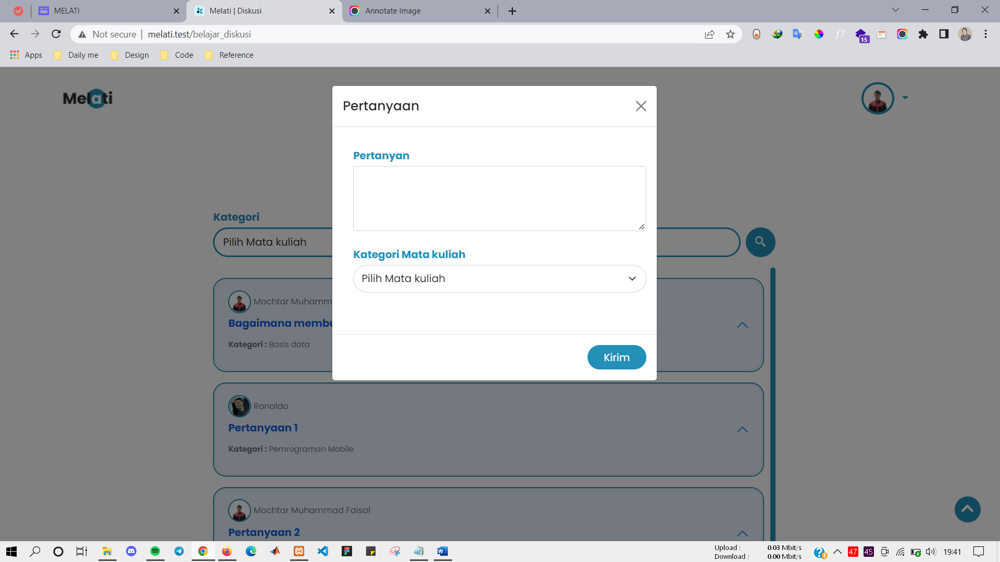 MELATI
Melati | Diskusi
Annotate Image
Not secure
melati.test/belajar_diskusi
f?
15
Apps
Daily me
Design
Code
Reference
Melati
Pertanyaan
Pertanyan
Kategori
Pilih Mata kuliah
Kategori Mata kuliah
Pilih Mata kuliah
Mochtar Muhamm
Bagaimana membu
Kategori : Basis data
Kirim
Ronaldo
Pertanyaan 1
Kategori : Pemrograman Mobile
Mochtar Muhammad Faisal
Pertanyaan 2
Upload : 0.03 Mbit/s
Download : 0.00 Mbit/s
47
45
19:41